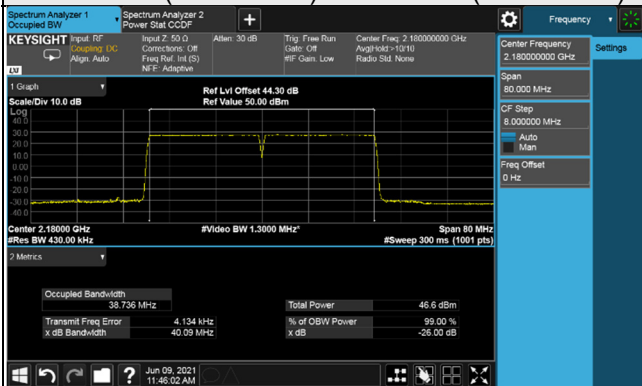 Spectrum Analyzer 1
Occupied BW
Spectrum Analyzer 2
Power Stat CCDF
Frequency
KEYSIGHT
Input: RF
Coupling: DC
Align: Auto
Input Z: 50 Ω
Corrections: Off
Freq Ref: Int (S)
NFE: Adaptive
Atten: 30 dB
Trig: Free Run
Gate: Off
#IF Gain: Low
Center Freq: 2.180000000 GHz
Avg|Hold:>10/10
Radio Std: None
LXI
Center Frequency
2.180000000 GHz
Settings
Span
80.000 MHz
CF Step
8.000000 MHz
Auto
Man
Freq Offset
0 Hz
1 Graph
Scale/Div 10.0 dB
Ref Lvl Offset 44.30 dB
Ref Value 50.00 dBm
Log
40.0
30.0
20.0
10.0
0.00
-10.0
-20.0
-30.0
-40.0
Center 2.18000 GHz
#Res BW 430.00 kHz
#Video BW 1.3000 MHz*
Span 80 MHz
#Sweep 300 ms (1001 pts)
2 Metrics
Occupied Bandwidth
38.736 MHz
Total Power 46.6 dBm
Transmit Freq Error 4.134 kHz
% of OBW Power 99.00 %
x dB Bandwidth 40.09 MHz
x dB -26.00 dB
Jun 09, 2021
11:46:02 AM